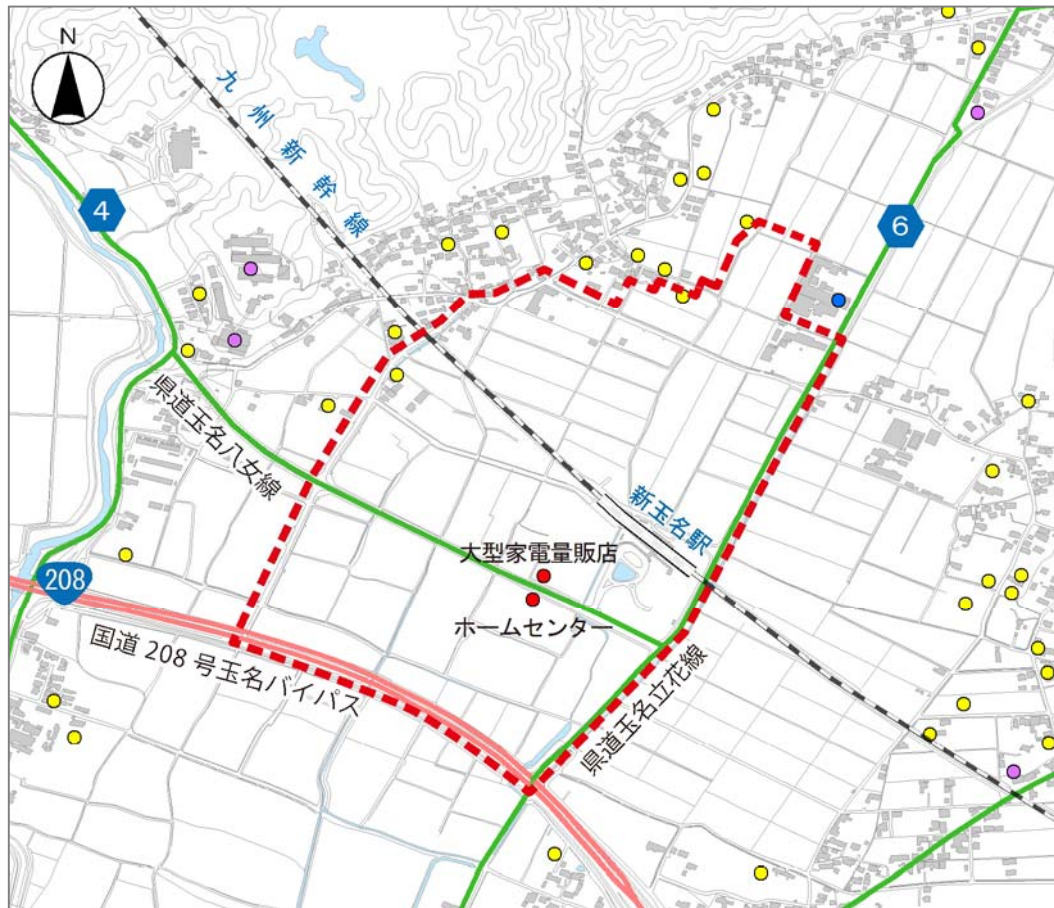 N
九州新幹線
4
6
県道玉名八女線
新玉名駅
大型家電量販店
208
ホームセンター
国道 208 号玉名バイパス
県道玉名立花線